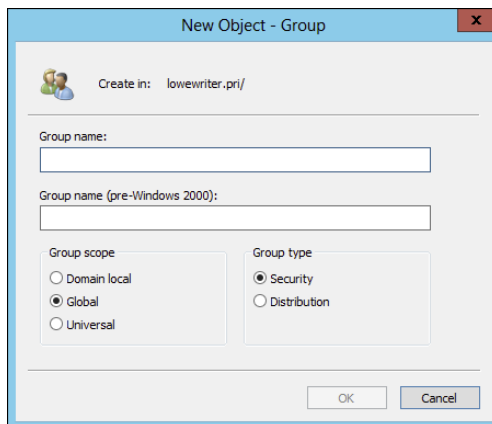 New Object - Group
x
Create in: lowewriter.pri/
Group name:
Group name (pre-Windows 2000):
Group scope
Domain local
Global
Universal
Group type
Security
Distribution
OK
Cancel